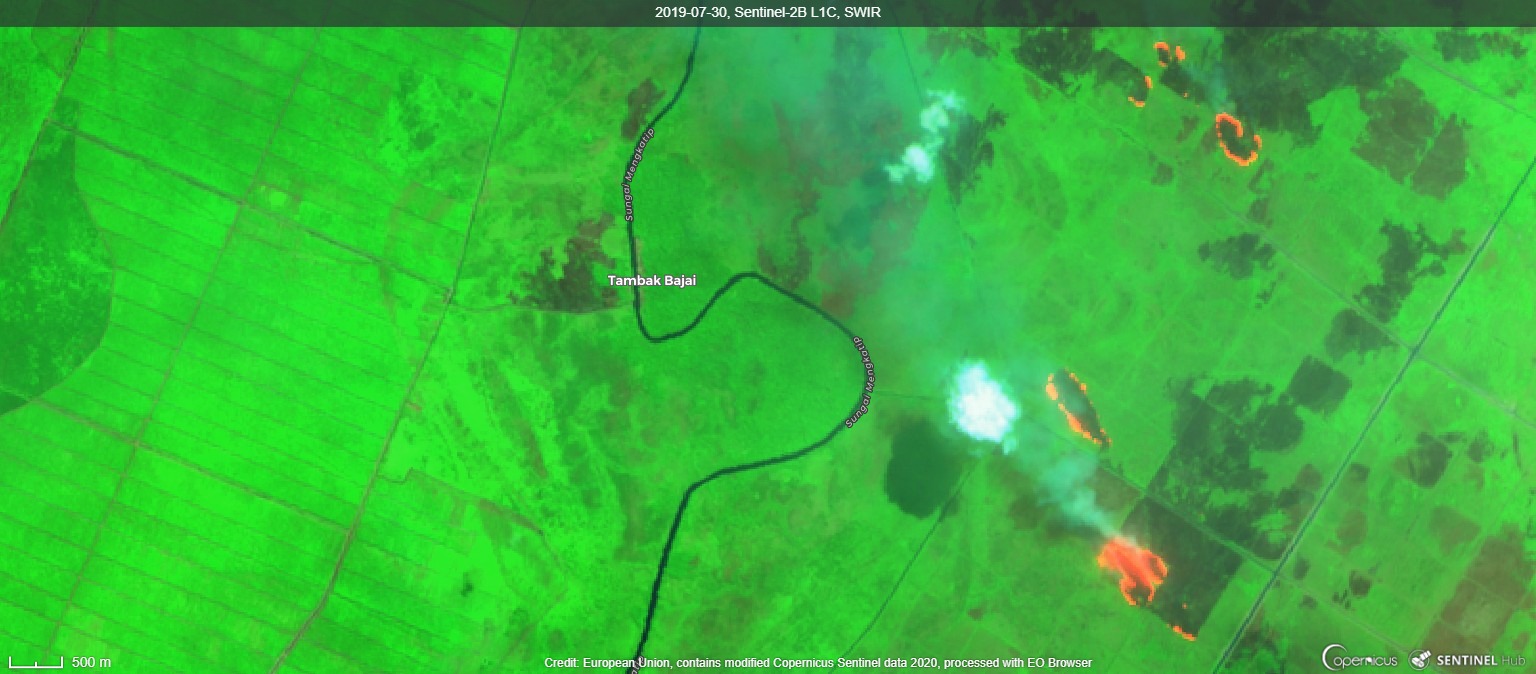 2019-07-30, Sentinel-2B L1C, SWIR
Sungai Mengkatip
Tambak Bajai
Sungai Mengkatip
500 m
Credit: European Union, contains modified Copernicus Sentinel data 2020, processed with EO Browser
opernicus
SENTINEL Hub